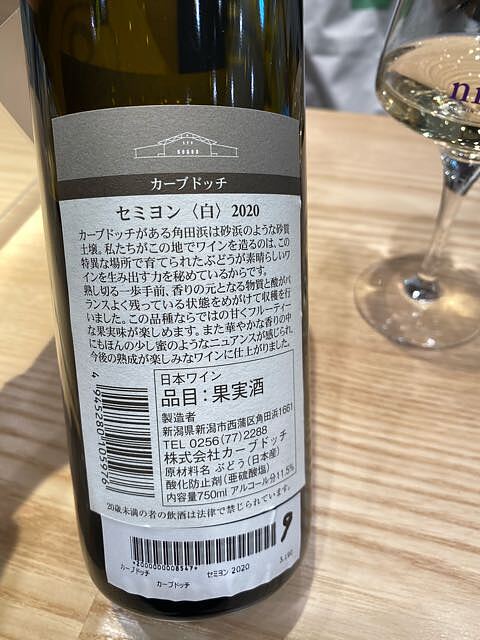 カーブドッチ
セミヨン〈白〉2020
カーブドッチがある角田浜は砂浜のような砂質
土壌。私たちがこの地でワインを造るのは、この
特異な場所で育てられたぶどうが素晴らしいワ
インを生み出す力を秘めているからです。
熟し切る一歩手前、香りの元となる物質と酸がバ
ランスよく残っている状態をめがけて収穫を行
いました。この品種ならではの甘くフルーティー
な果実味が楽しめます。また華やかな香りの中
にもほんの少し蜜のようなニュアンスが感じられ、
今後の熟成が楽しみなワインに仕上がりました。
日本ワイン
品目:果実酒
製造者
新潟県新潟市西蒲区角田浜1661
TEL 0256(77)2288
株式会社カーブドッチ
原材料名 ぶどう(日本産)
酸化防止剤(亜硫酸塩)
内容量750ml アルコール分11.5%
4 925280 105976
20歳未満の者の飲酒は法律で禁じられています。
9
カーブドッチ セミヨン 2020
カーブドッチ